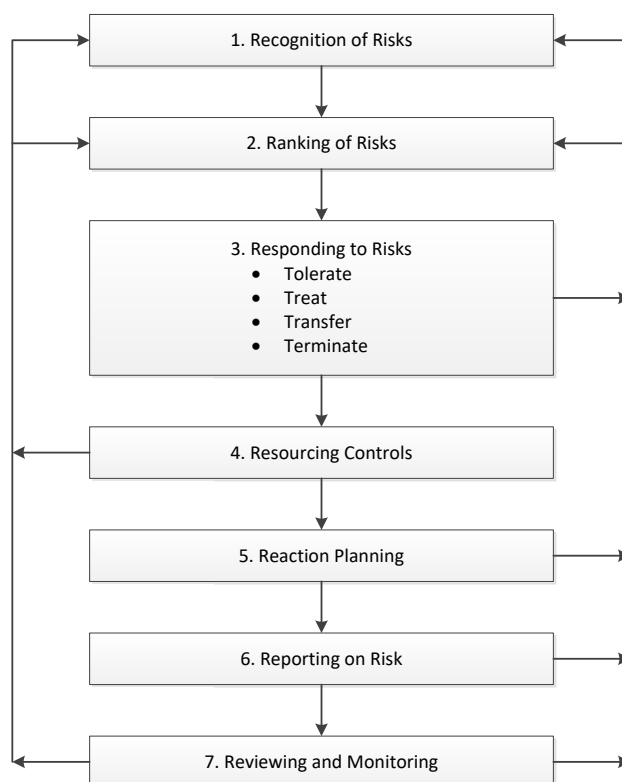 1. Recognition of Risks
2. Ranking of Risks
3. Responding to Risks
• Tolerate
• Treat
• Transfer
• Terminate
4. Resourcing Controls
5. Reaction Planning
6. Reporting on Risk
7. Reviewing and Monitoring